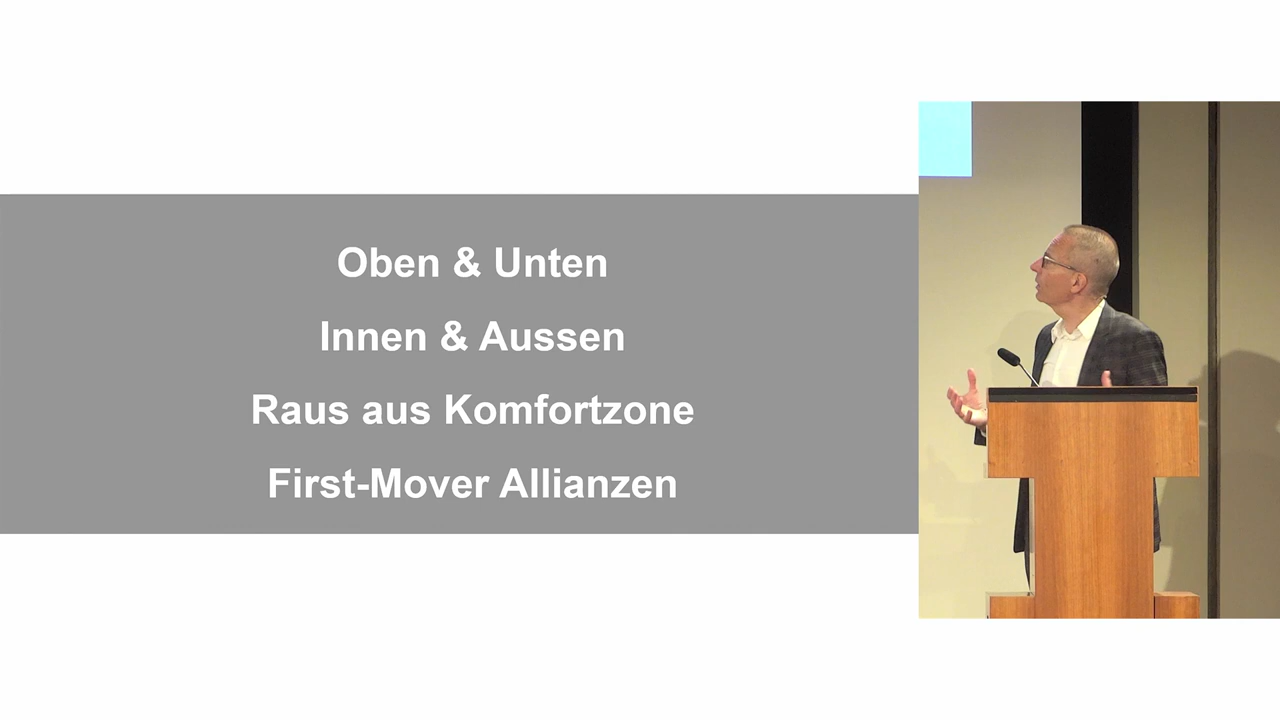 Oben & Unten
Innen & Aussen
Raus aus Komfortzone
First-Mover Allianzen